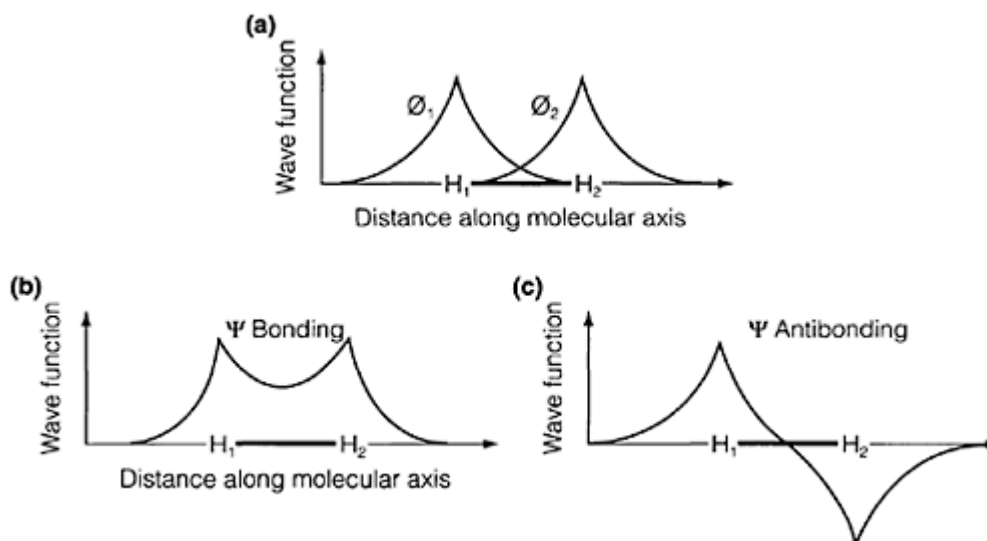 (a)
Wave function
Ø₁
Ø₂
H₁
H₂
Distance along molecular axis
(b)
Wave function
Ψ Bonding
H₁
H₂
Distance along molecular axis
(c)
Wave function
Ψ Antibonding
H₁
H₂